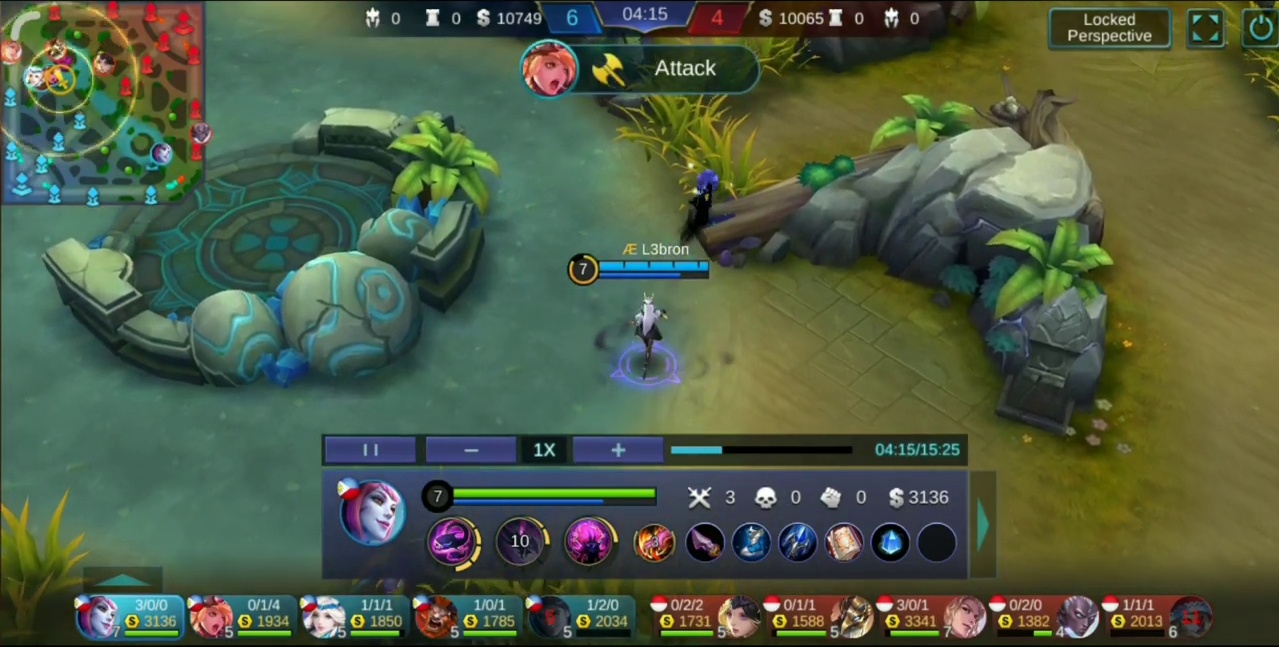 0 0 $ 10749 6 04:15 4 $ 10065 0 0
Locked
Perspective
Attack
Æ L3bron
7
1X 04:15/15:25
7 3 0 0 $ 3136
10 3
3/0/0 0/1/4 1/1/1 1/0/1 1/2/0 0/2/2 0/1/1 3/0/1 0/2/0 1/1/1
S 3136 S 1934 S 1850 S 1785 S 2034 S 1731 S 1588 S 3341 S 1382 S 2013
7 5 5 5 5 5 5 7 4 6